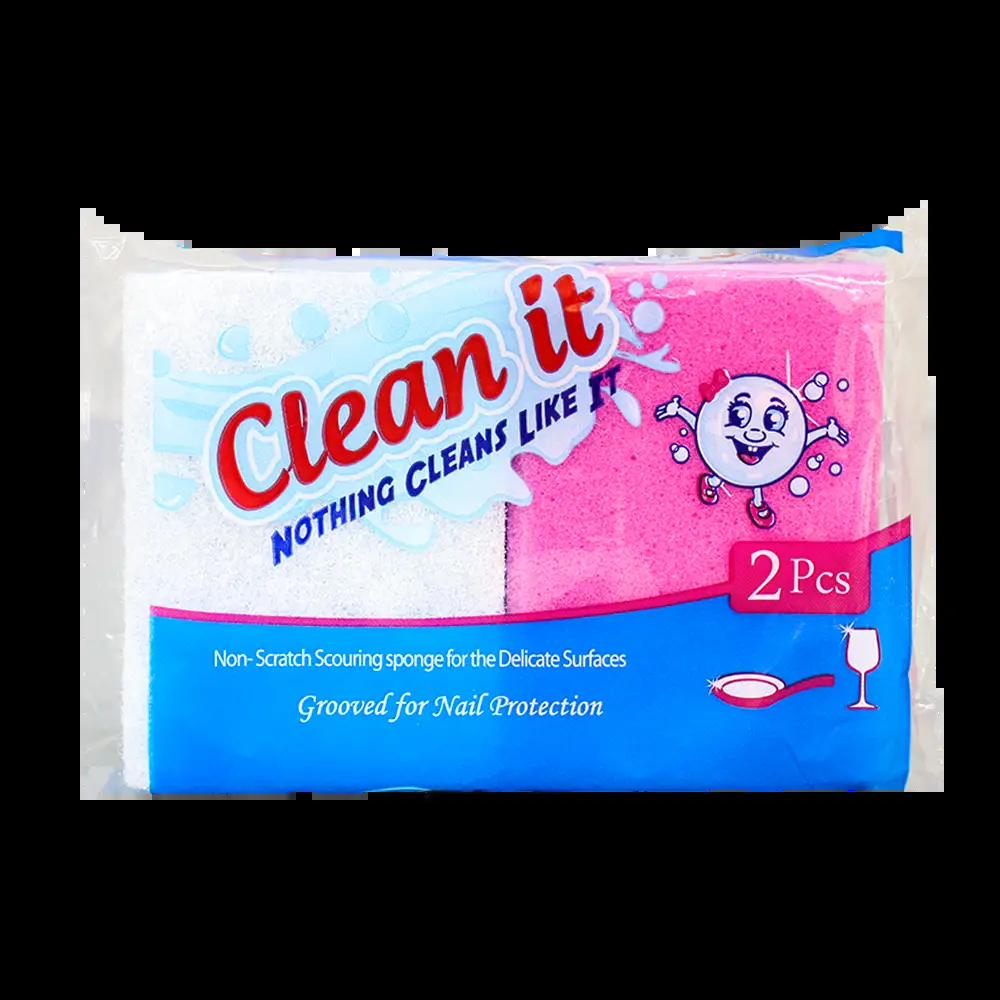 Clean it
NOTHING CLEANS LIKE IT
2 Pcs
Non- Scratch Scouring sponge for the Delicate Surfaces
Grooved for Nail Protection